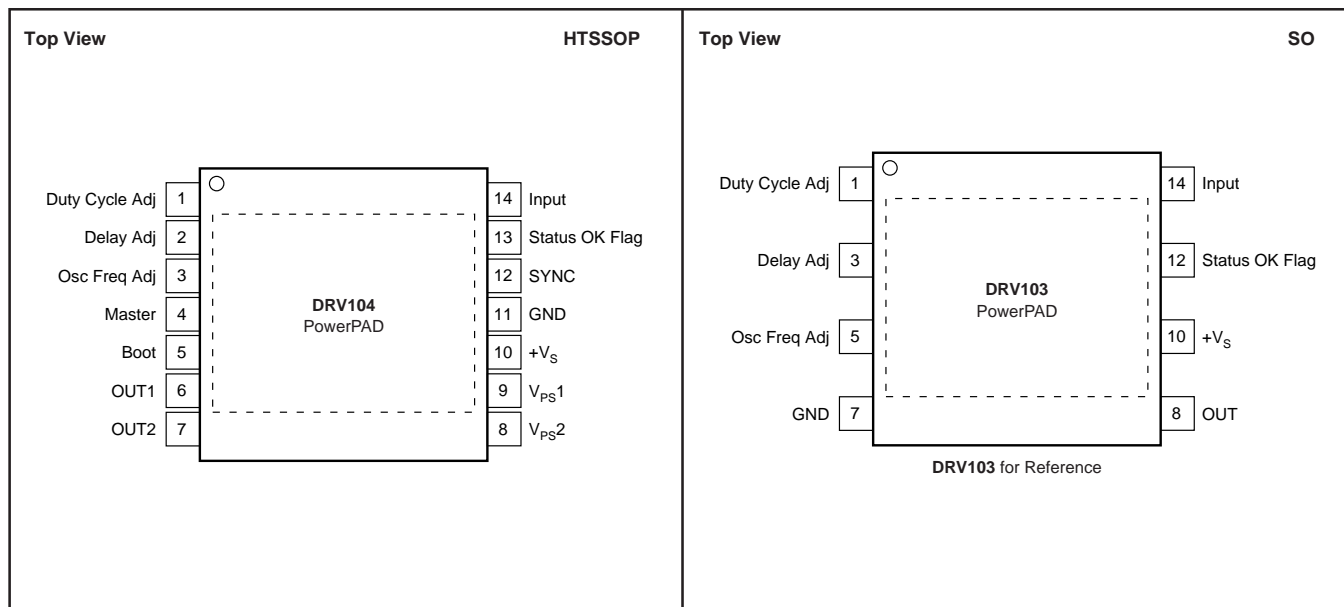 Top View HTSSOP
Duty Cycle Adj 1 14 Input
Delay Adj 2 13 Status OK Flag
Osc Freq Adj 3 12 SYNC
Master 4 11 GND
Boot 5 10 +VS
OUT1 6 9 VPS1
OUT2 7 8 VPS2
DRV104
PowerPAD
Top View SO
Duty Cycle Adj 1 14 Input
Delay Adj 3 12 Status OK Flag
Osc Freq Adj 5 10 +VS
GND 7 8 OUT
DRV103
PowerPAD
DRV103 for Reference